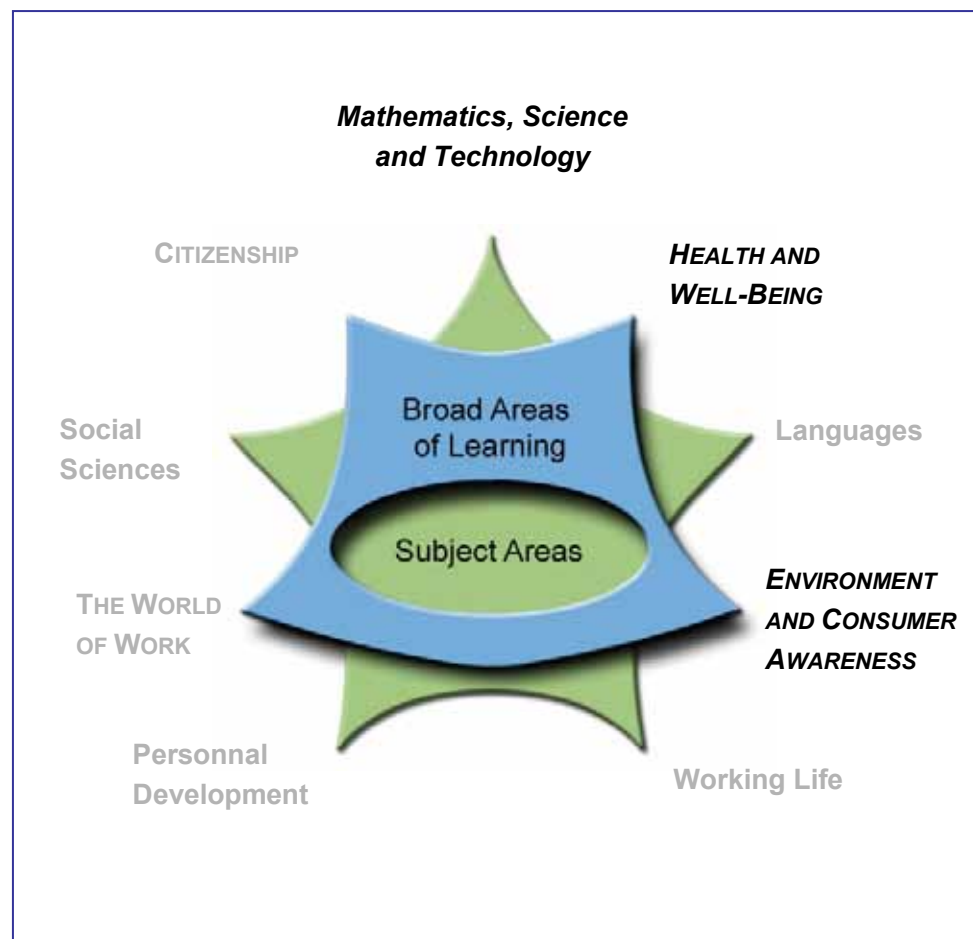 Mathematics, Science
and Technology
CITIZENSHIP
HEALTH AND
WELL-BEING
Broad Areas
of Learning
Social
Sciences
Languages
Subject Areas
THE WORLD
OF WORK
ENVIRONMENT
AND CONSUMER
AWARENESS
Personnal
Development
Working Life